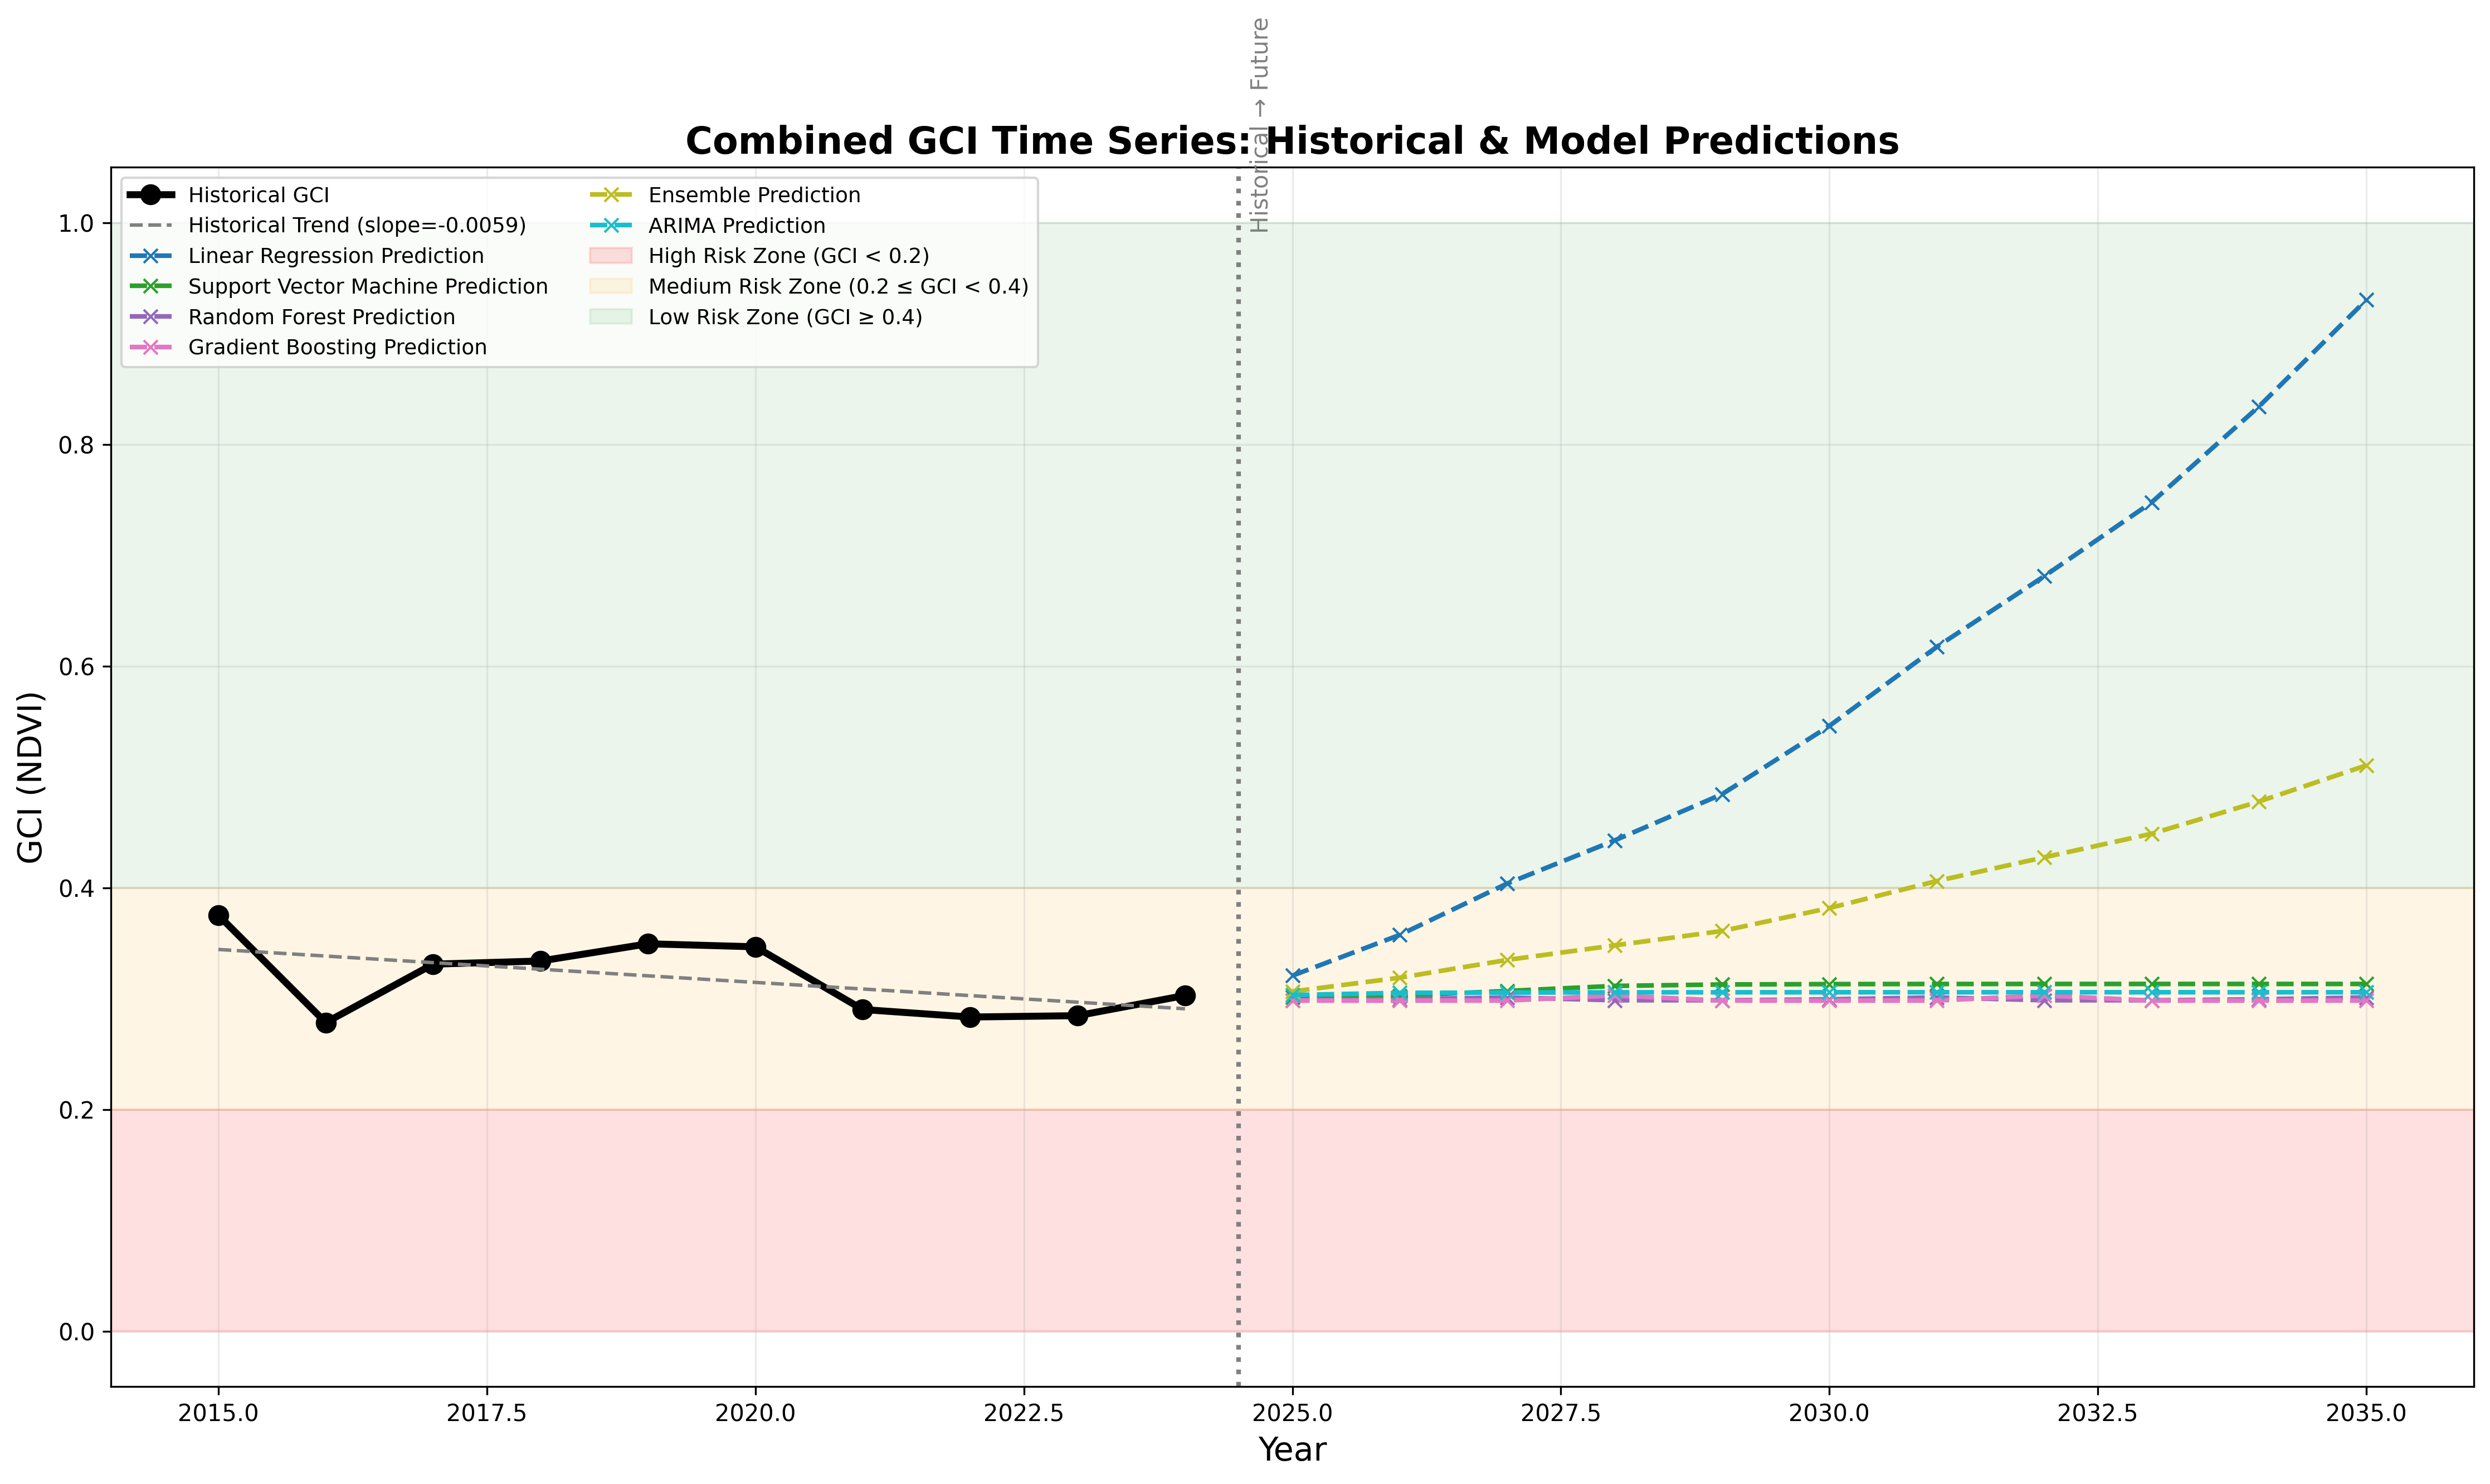 Historical → Future
Combined GCI Time Series: Historical & Model Predictions
Historical GCI
Historical Trend (slope=-0.0059)
Linear Regression Prediction
Support Vector Machine Prediction
Random Forest Prediction
Gradient Boosting Prediction
Ensemble Prediction
ARIMA Prediction
High Risk Zone (GCI < 0.2)
Medium Risk Zone (0.2 ≤ GCI < 0.4)
Low Risk Zone (GCI ≥ 0.4)
GCI (NDVI)
1.0
0.8
0.6
0.4
0.2
0.0
2015.0
2017.5
2020.0
2022.5
2025.0
2027.5
2030.0
2032.5
2035.0
Year